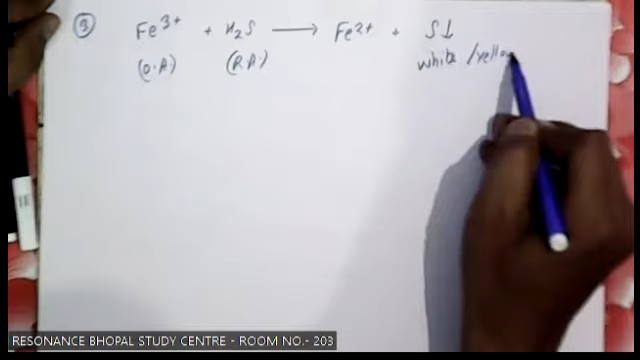 ③ Fe³⁺ + H₂S ⟶ Fe²⁺ + S↓
(O.A) (R.A) white /yellow
RESONANCE BHOPAL STUDY CENTRE - ROOM NO.- 203